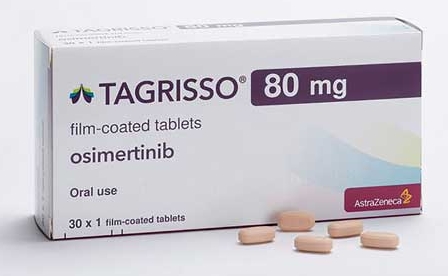 TAGRISSO® 80 mg
film-coated tablets
osimertinib
Oral use
30 x 1 film-coated tablets
AstraZeneca